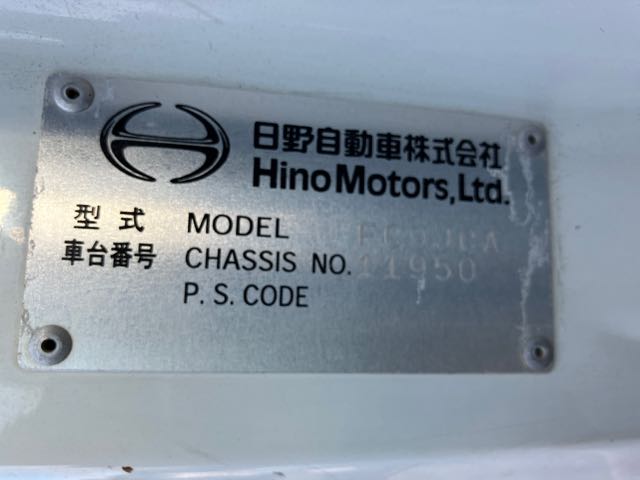 日野自動車株式会社
Hino Motors, Ltd.
型式 MODEL
車台番号 CHASSIS NO. 11950
P. S. CODE